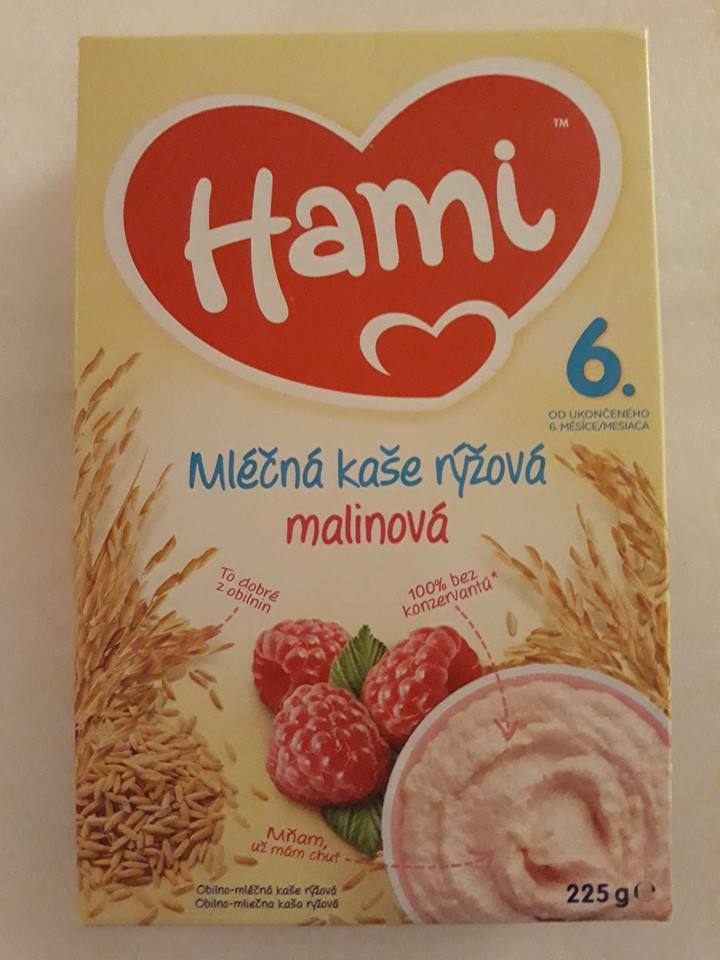 Hami
TM
6.
OD UKONČENÉHO
6. MĚSÍCE/MESIACA
Mléčná kaše rýžová
malinová
To dobré
z obilnin
100% bez
konzervantů*
Mňam,
už mám chuť
Obilno-mléčná kaše rýžová
Obilno-mliečna kaša ryžová
225 g e